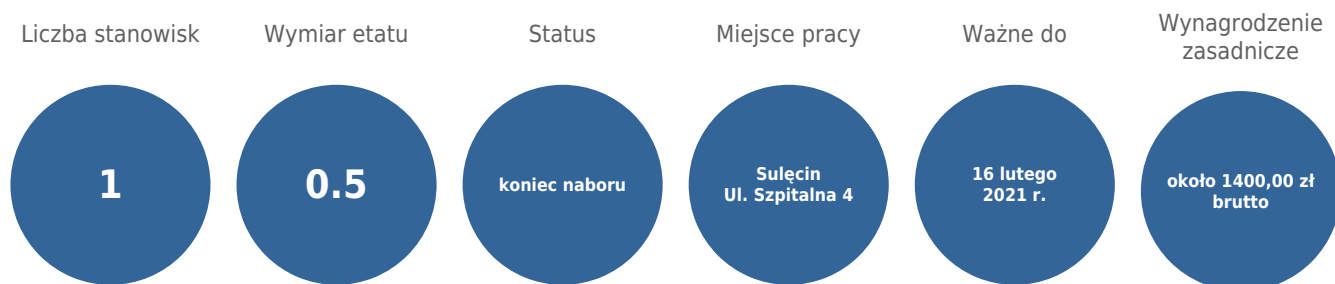 Liczba stanowisk
1
Wymiar etatu
0.5
Status
koniec naboru
Miejsce pracy
Sulęcin
Ul. Szpitalna 4
Ważne do
16 lutego
2021 r.
Wynagrodzenie
zasadnicze
około 1400,00 zł
brutto